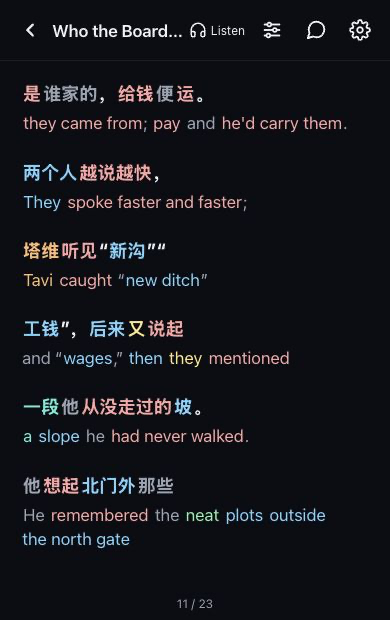 Who the Board... Listen
是谁家的，给钱便运。
they came from; pay and he'd carry them.
两个人越说越快，
They spoke faster and faster;
塔维听见“新沟”“
Tavi caught “new ditch”
工钱”，后来又说起
and “wages,” then they mentioned
一段他从没走过的坡。
a slope he had never walked.
他想起北门外那些
He remembered the neat plots outside
the north gate
11 / 23